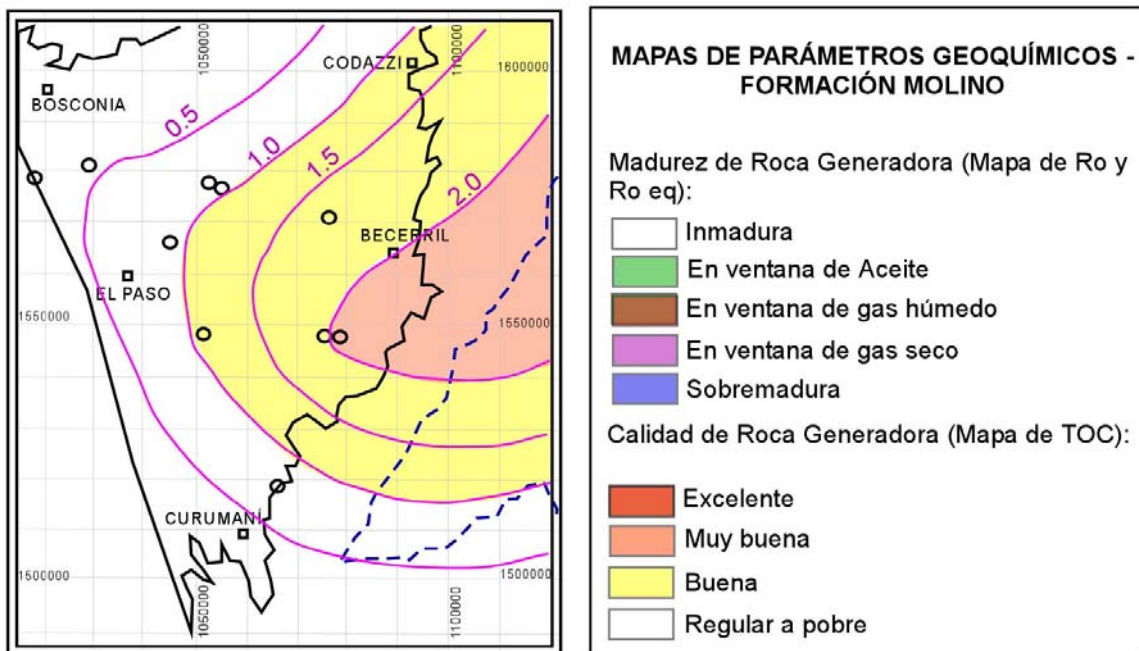 1050000
1100000
CODAZZI
1600000
BOSCONIA
0.5
1.0
1.5
2.0
BECERRIL
EL PASO
1550000
1550000
CURUMANÍ
1500000
1500000
1050000
1100000
MAPAS DE PARÁMETROS GEOQUÍMICOS -
FORMACIÓN MOLINO
Madurez de Roca Generadora (Mapa de Ro y
Ro eq):
Inmadura
En ventana de Aceite
En ventana de gas húmedo
En ventana de gas seco
Sobremadura
Calidad de Roca Generadora (Mapa de TOC):
Excelente
Muy buena
Buena
Regular a pobre